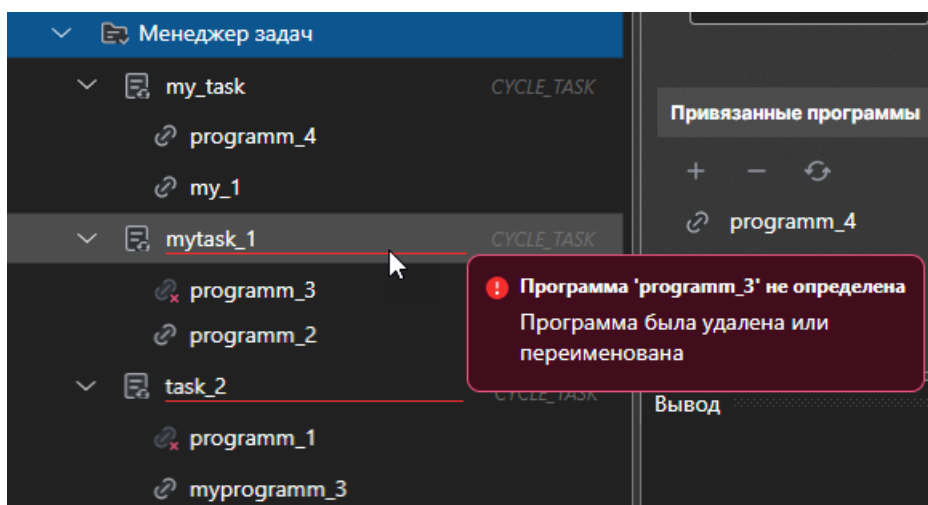 Менеджер задач
my_task CYCLE_TASK
programm_4
my_1
mytask_1 CYCLE_TASK
programm_3
programm_2
task_2 CYCLE_TASK
programm_1
myprogramm_3
Привязанные программы
programm_4
Программа 'programm_3' не определена
Программа была удалена или
переименована
Вывод